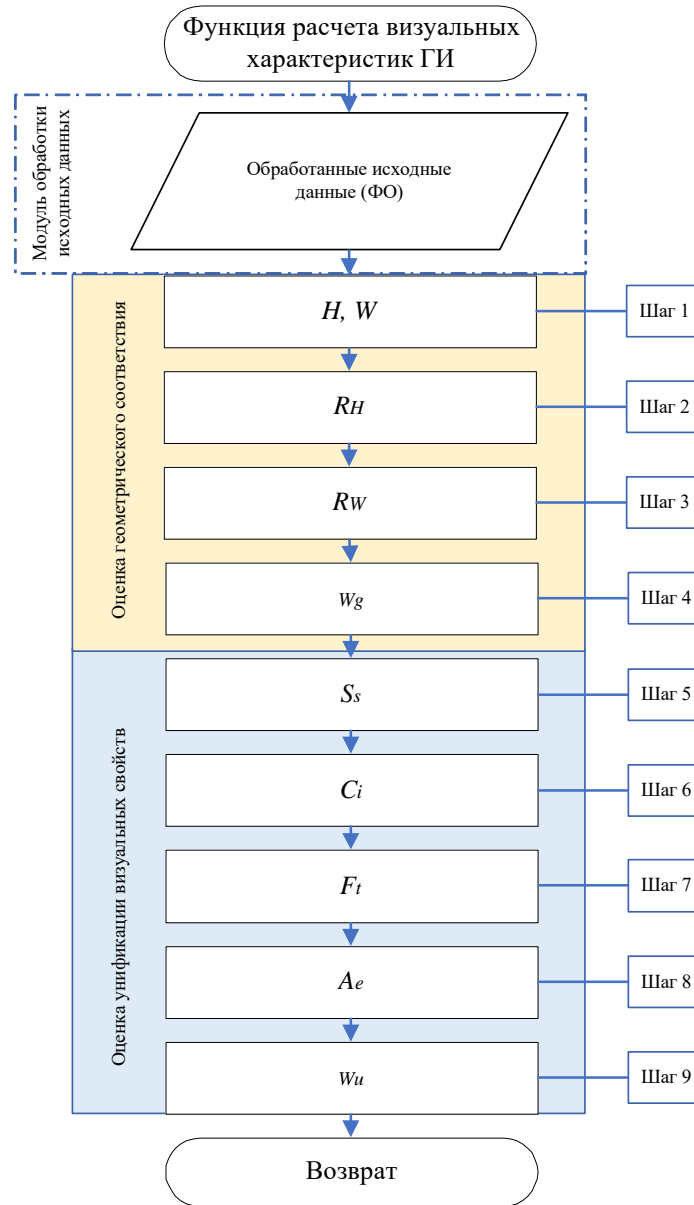 Функция расчета визуальных
характеристик ГИ
Модуль обработки
исходных данных
Обработанные исходные
данные (ФО)
Оценка геометрического соответствия
H, W
Шаг 1
RH
Шаг 2
RW
Шаг 3
Wg
Шаг 4
Оценка унификации визуальных свойств
Ss
Шаг 5
Ci
Шаг 6
Ft
Шаг 7
Ae
Шаг 8
Wu
Шаг 9
Возврат